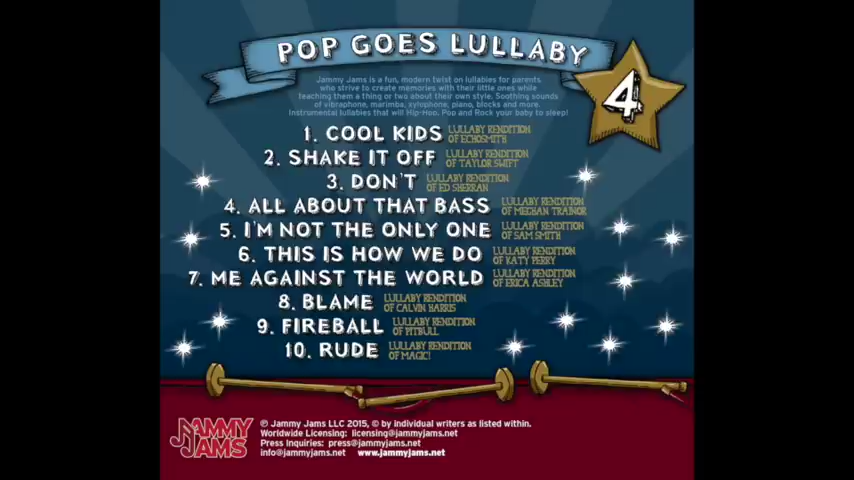 POP GOES LULLABY
4
Jammy Jams is a fun, modern twist on lullabies for parents
who strive to create memories with their little ones while
teaching them a thing or two about their own style. Soothing sounds
of vibraphone, marimba, xylophone, piano, blocks and more.
Instrumental lullabies that will Hip-Hop, Pop and Rock your baby to sleep!
1. COOL KIDS LULLABY RENDITION OF ECHOSMITH
2. SHAKE IT OFF LULLABY RENDITION OF TAYLOR SWIFT
3. DON'T LULLABY RENDITION OF ED SHERRAN
4. ALL ABOUT THAT BASS LULLABY RENDITION OF MEGHAN TRAINOR
5. I'M NOT THE ONLY ONE LULLABY RENDITION OF SAM SMITH
6. THIS IS HOW WE DO LULLABY RENDITION OF KATY PERRY
7. ME AGAINST THE WORLD LULLABY RENDITION OF ERICA ASHLEY
8. BLAME LULLABY RENDITION OF CALVIN HARRIS
9. FIREBALL LULLABY RENDITION OF PITBULL
10. RUDE LULLABY RENDITION OF MAGIC!
JAMMY JAMS
℗ Jammy Jams LLC 2015, © by individual writers as listed within.
Worldwide Licensing: licensing@jammyjams.net
Press Inquiries: press@jammyjams.net
info@jammyjams.net www.jammyjams.net